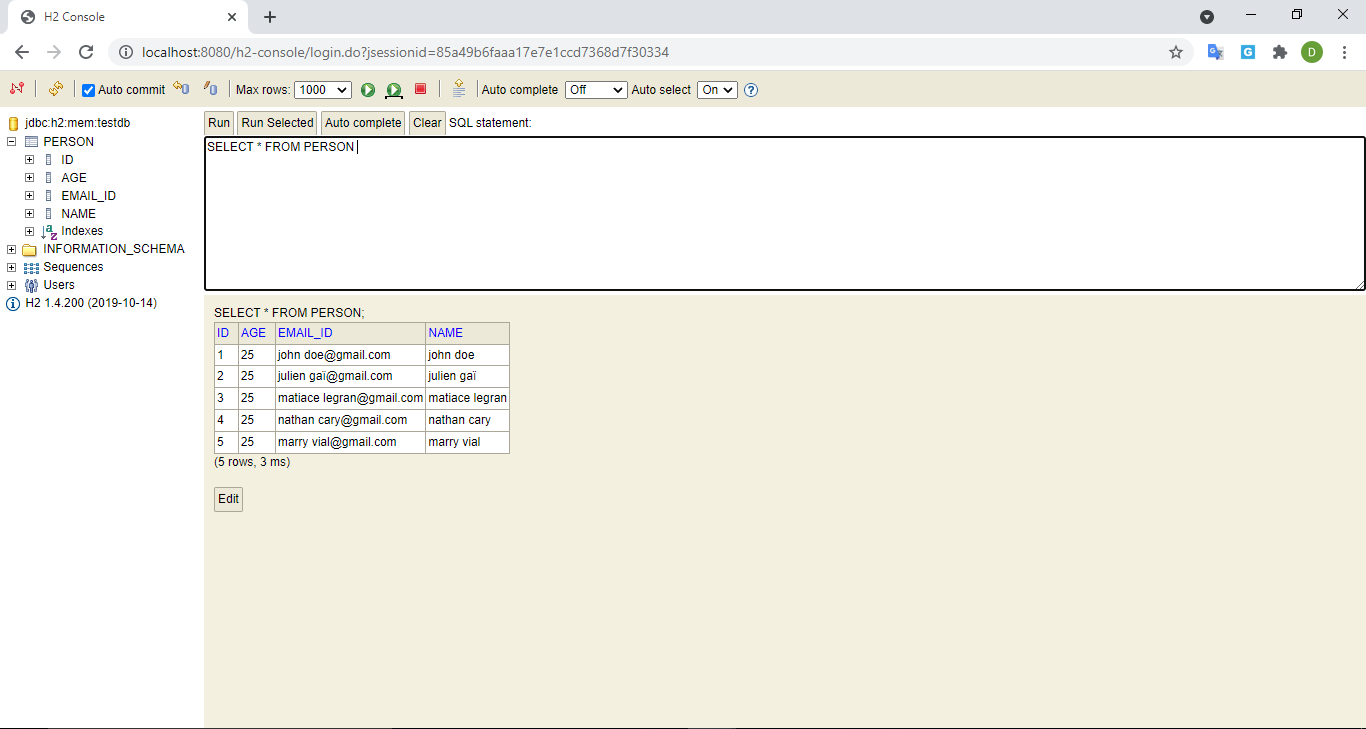 H2 Console
localhost:8080/h2-console/login.do?jsessionid=85a49b6faaa17e7e1ccd7368d7f30334
D
Auto commit Max rows: 1000 Auto complete Off Auto select On ?
jdbc:h2:mem:testdb
PERSON
ID
AGE
EMAIL_ID
NAME
Indexes
INFORMATION_SCHEMA
Sequences
Users
H2 1.4.200 (2019-10-14)
Run Run Selected Auto complete Clear SQL statement:
SELECT * FROM PERSON
SELECT * FROM PERSON;
ID AGE EMAIL_ID NAME
1 25 john doe@gmail.com john doe
2 25 julien gaï@gmail.com julien gaï
3 25 matiace legran@gmail.com matiace legran
4 25 nathan cary@gmail.com nathan cary
5 25 marry vial@gmail.com marry vial
(5 rows, 3 ms)
Edit